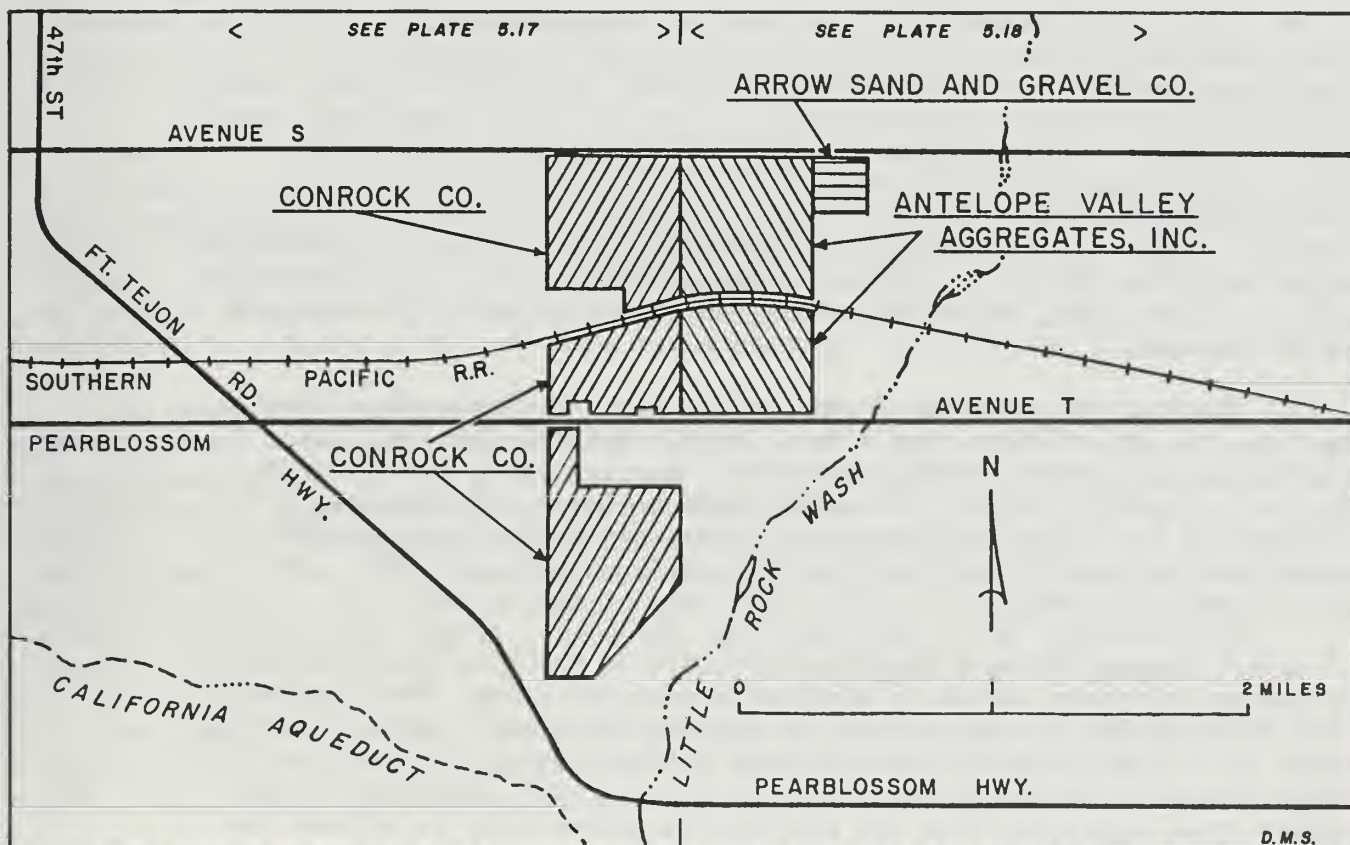 < SEE PLATE 5.17 >
< SEE PLATE 5.18 >
47th ST
ARROW SAND AND GRAVEL CO.
AVENUE S
CONROCK CO.
ANTELOPE VALLEY
AGGREGATES, INC.
FT. TEJON
RD.
SOUTHERN PACIFIC R.R.
AVENUE T
PEARBLOSSOM
HWY.
CONROCK CO.
N
LITTLE ROCK WASH
0 1 2 MILES
CALIFORNIA
AQUEDUCT
PEARBLOSSOM HWY.
D.M.S.